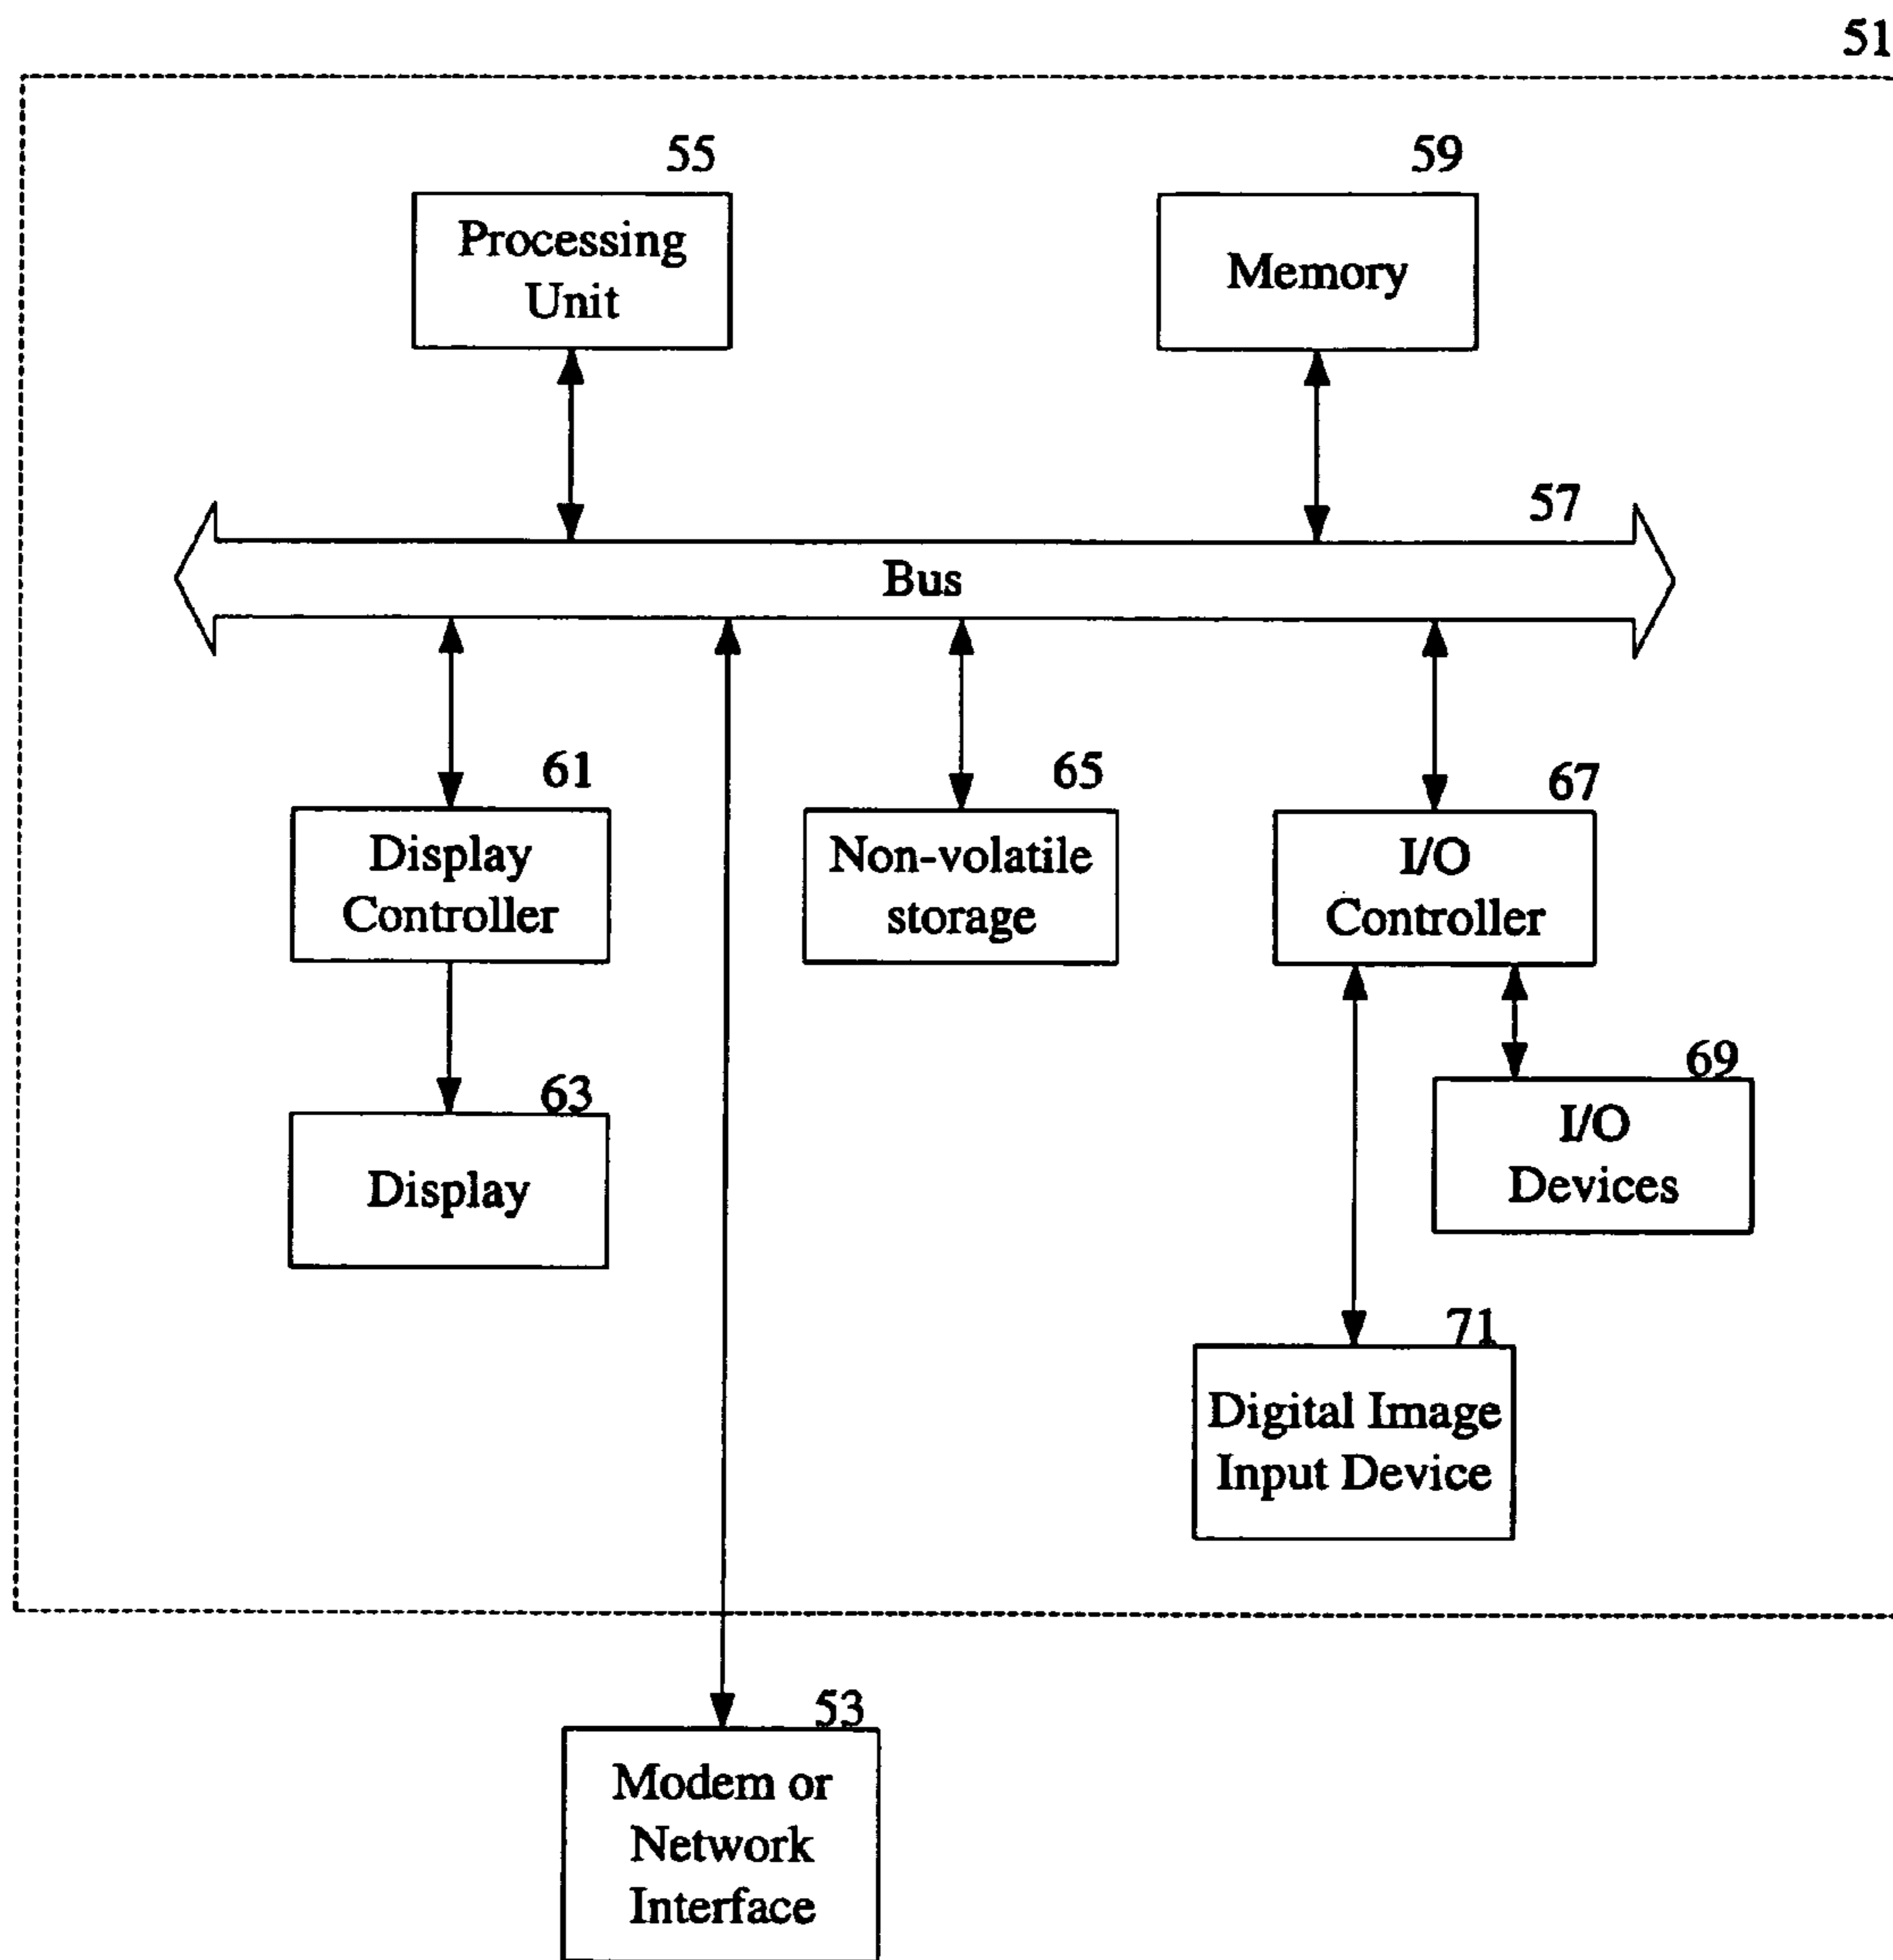 51
55
Processing
Unit
59
Memory
57
Bus
61
Display
Controller
65
Non-volatile
storage
67
I/O
Controller
63
Display
69
I/O
Devices
71
Digital Image
Input Device
53
Modem or
Network
Interface